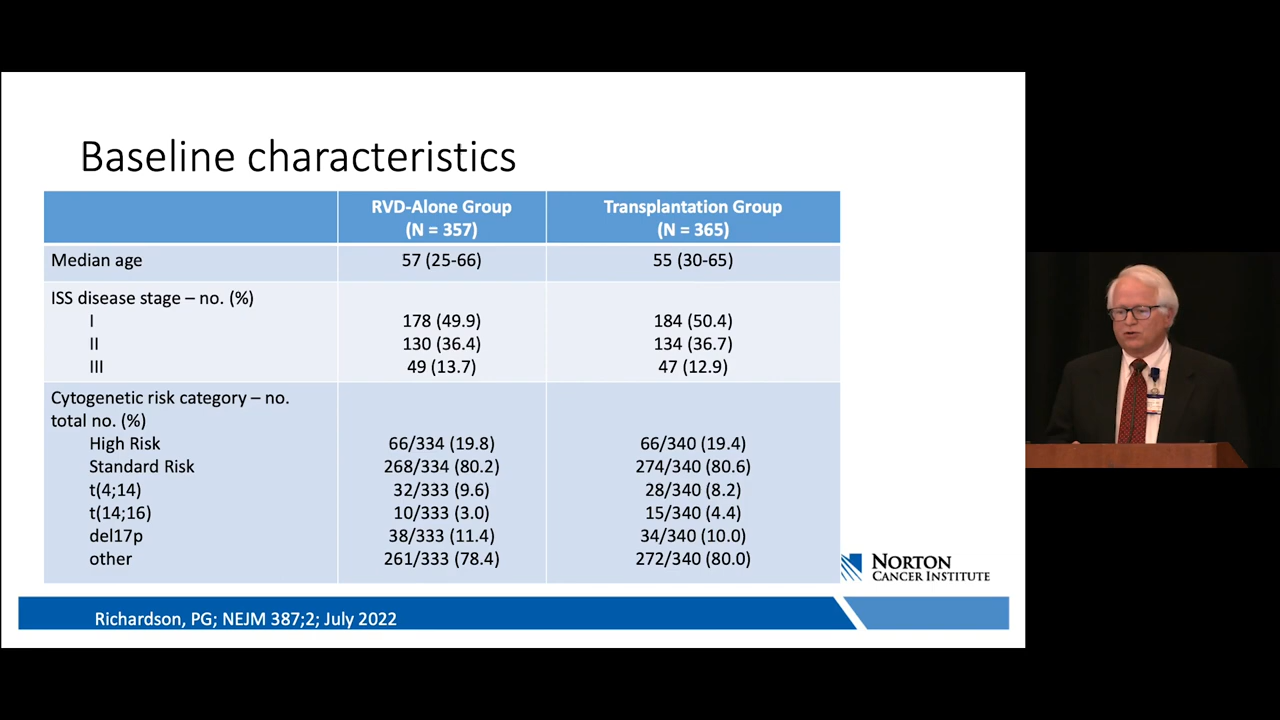 Baseline characteristics
RVD-Alone Group Transplantation Group
(N = 357) (N = 365)
Median age 57 (25-66) 55 (30-65)
ISS disease stage – no. (%)
I 178 (49.9) 184 (50.4)
II 130 (36.4) 134 (36.7)
III 49 (13.7) 47 (12.9)
Cytogenetic risk category – no.
total no. (%)
High Risk 66/334 (19.8) 66/340 (19.4)
Standard Risk 268/334 (80.2) 274/340 (80.6)
t(4;14) 32/333 (9.6) 28/340 (8.2)
t(14;16) 10/333 (3.0) 15/340 (4.4)
del17p 38/333 (11.4) 34/340 (10.0)
other 261/333 (78.4) 272/340 (80.0)
NORTON
CANCER INSTITUTE
Richardson, PG; NEJM 387;2; July 2022